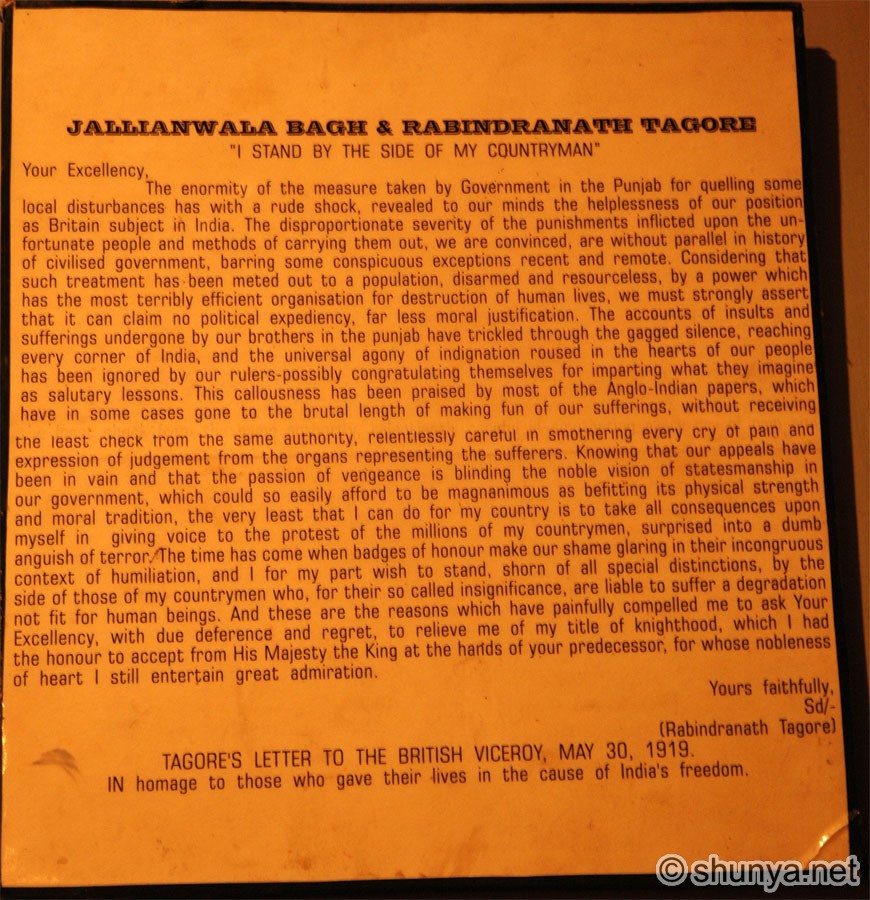 JALLIANWALA BAGH & RABINDRANATH TAGORE
"I STAND BY THE SIDE OF MY COUNTRYMAN"
Your Excellency,
The enormity of the measure taken by Government in the Punjab for quelling some
local disturbances has with a rude shock, revealed to our minds the helplessness of our position
as Britain subject in India. The disproportionate severity of the punishments inflicted upon the un-
fortunate people and methods of carrying them out, we are convinced, are without parallel in history
of civilised government, barring some conspicuous exceptions recent and remote. Considering that
such treatment has been meted out to a population, disarmed and resourceless, by a power which
has the most terribly efficient organisation for destruction of human lives, we must strongly assert
that it can claim no political expediency, far less moral justification. The accounts of insults and
sufferings undergone by our brothers in the punjab have trickled through the gagged silence, reaching
every corner of India, and the universal agony of indignation roused in the hearts of our people
has been ignored by our rulers-possibly congratulating themselves for imparting what they imagine
as salutary lessons. This callousness has been praised by most of the Anglo-Indian papers, which
have in some cases gone to the brutal length of making fun of our sufferings, without receiving
the least check from the same authority, relentlessly careful in smothering every cry of pain and
expression of judgement from the organs representing the sufferers. Knowing that our appeals have
been in vain and that the passion of vengeance is blinding the noble vision of statesmanship in
our government, which could so easily afford to be magnanimous as befitting its physical strength
and moral tradition, the very least that I can do for my country is to take all consequences upon
myself in giving voice to the protest of the millions of my countrymen, surprised into a dumb
anguish of terror. The time has come when badges of honour make our shame glaring in their incongruous
context of humiliation, and I for my part wish to stand, shorn of all special distinctions, by the
side of those of my countrymen who, for their so called insignificance, are liable to suffer a degradation
not fit for human beings. And these are the reasons which have painfully compelled me to ask Your
Excellency, with due deference and regret, to relieve me of my title of knighthood, which I had
the honour to accept from His Majesty the King at the hands of your predecessor, for whose nobleness
of heart I still entertain great admiration.
Yours faithfully,
Sd/-
(Rabindranath Tagore)
TAGORE'S LETTER TO THE BRITISH VICEROY, MAY 30, 1919.
IN homage to those who gave their lives in the cause of India's freedom.
© shunya.net